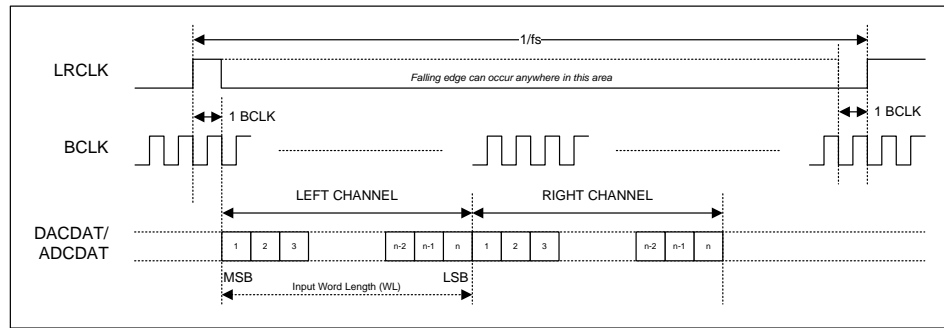 1/fs
LRCLK
Falling edge can occur anywhere in this area
1 BCLK
1 BCLK
BCLK
LEFT CHANNEL
RIGHT CHANNEL
DACDAT/
ADCDAT
1 2 3 n-2 n-1 n 1 2 3 n-2 n-1 n
MSB LSB
Input Word Length (WL)